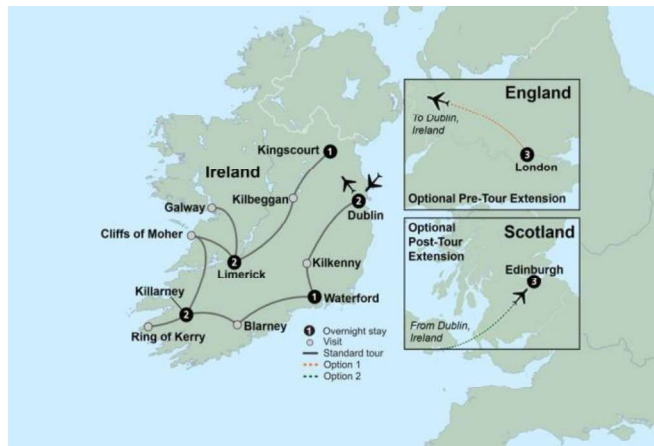 Ireland
Kingscourt 1
Kilbeggan
Galway
2
Dublin
Cliffs of Moher
2
Limerick
Kilkenny
Killarney
2
1 Waterford
Ring of Kerry
Blarney
1 Overnight stay
Visit
Standard tour
Option 1
Option 2
England
To Dublin,
Ireland
3
London
Optional Pre-Tour Extension
Optional
Post-Tour
Extension
Scotland
Edinburgh
3
From Dublin,
Ireland